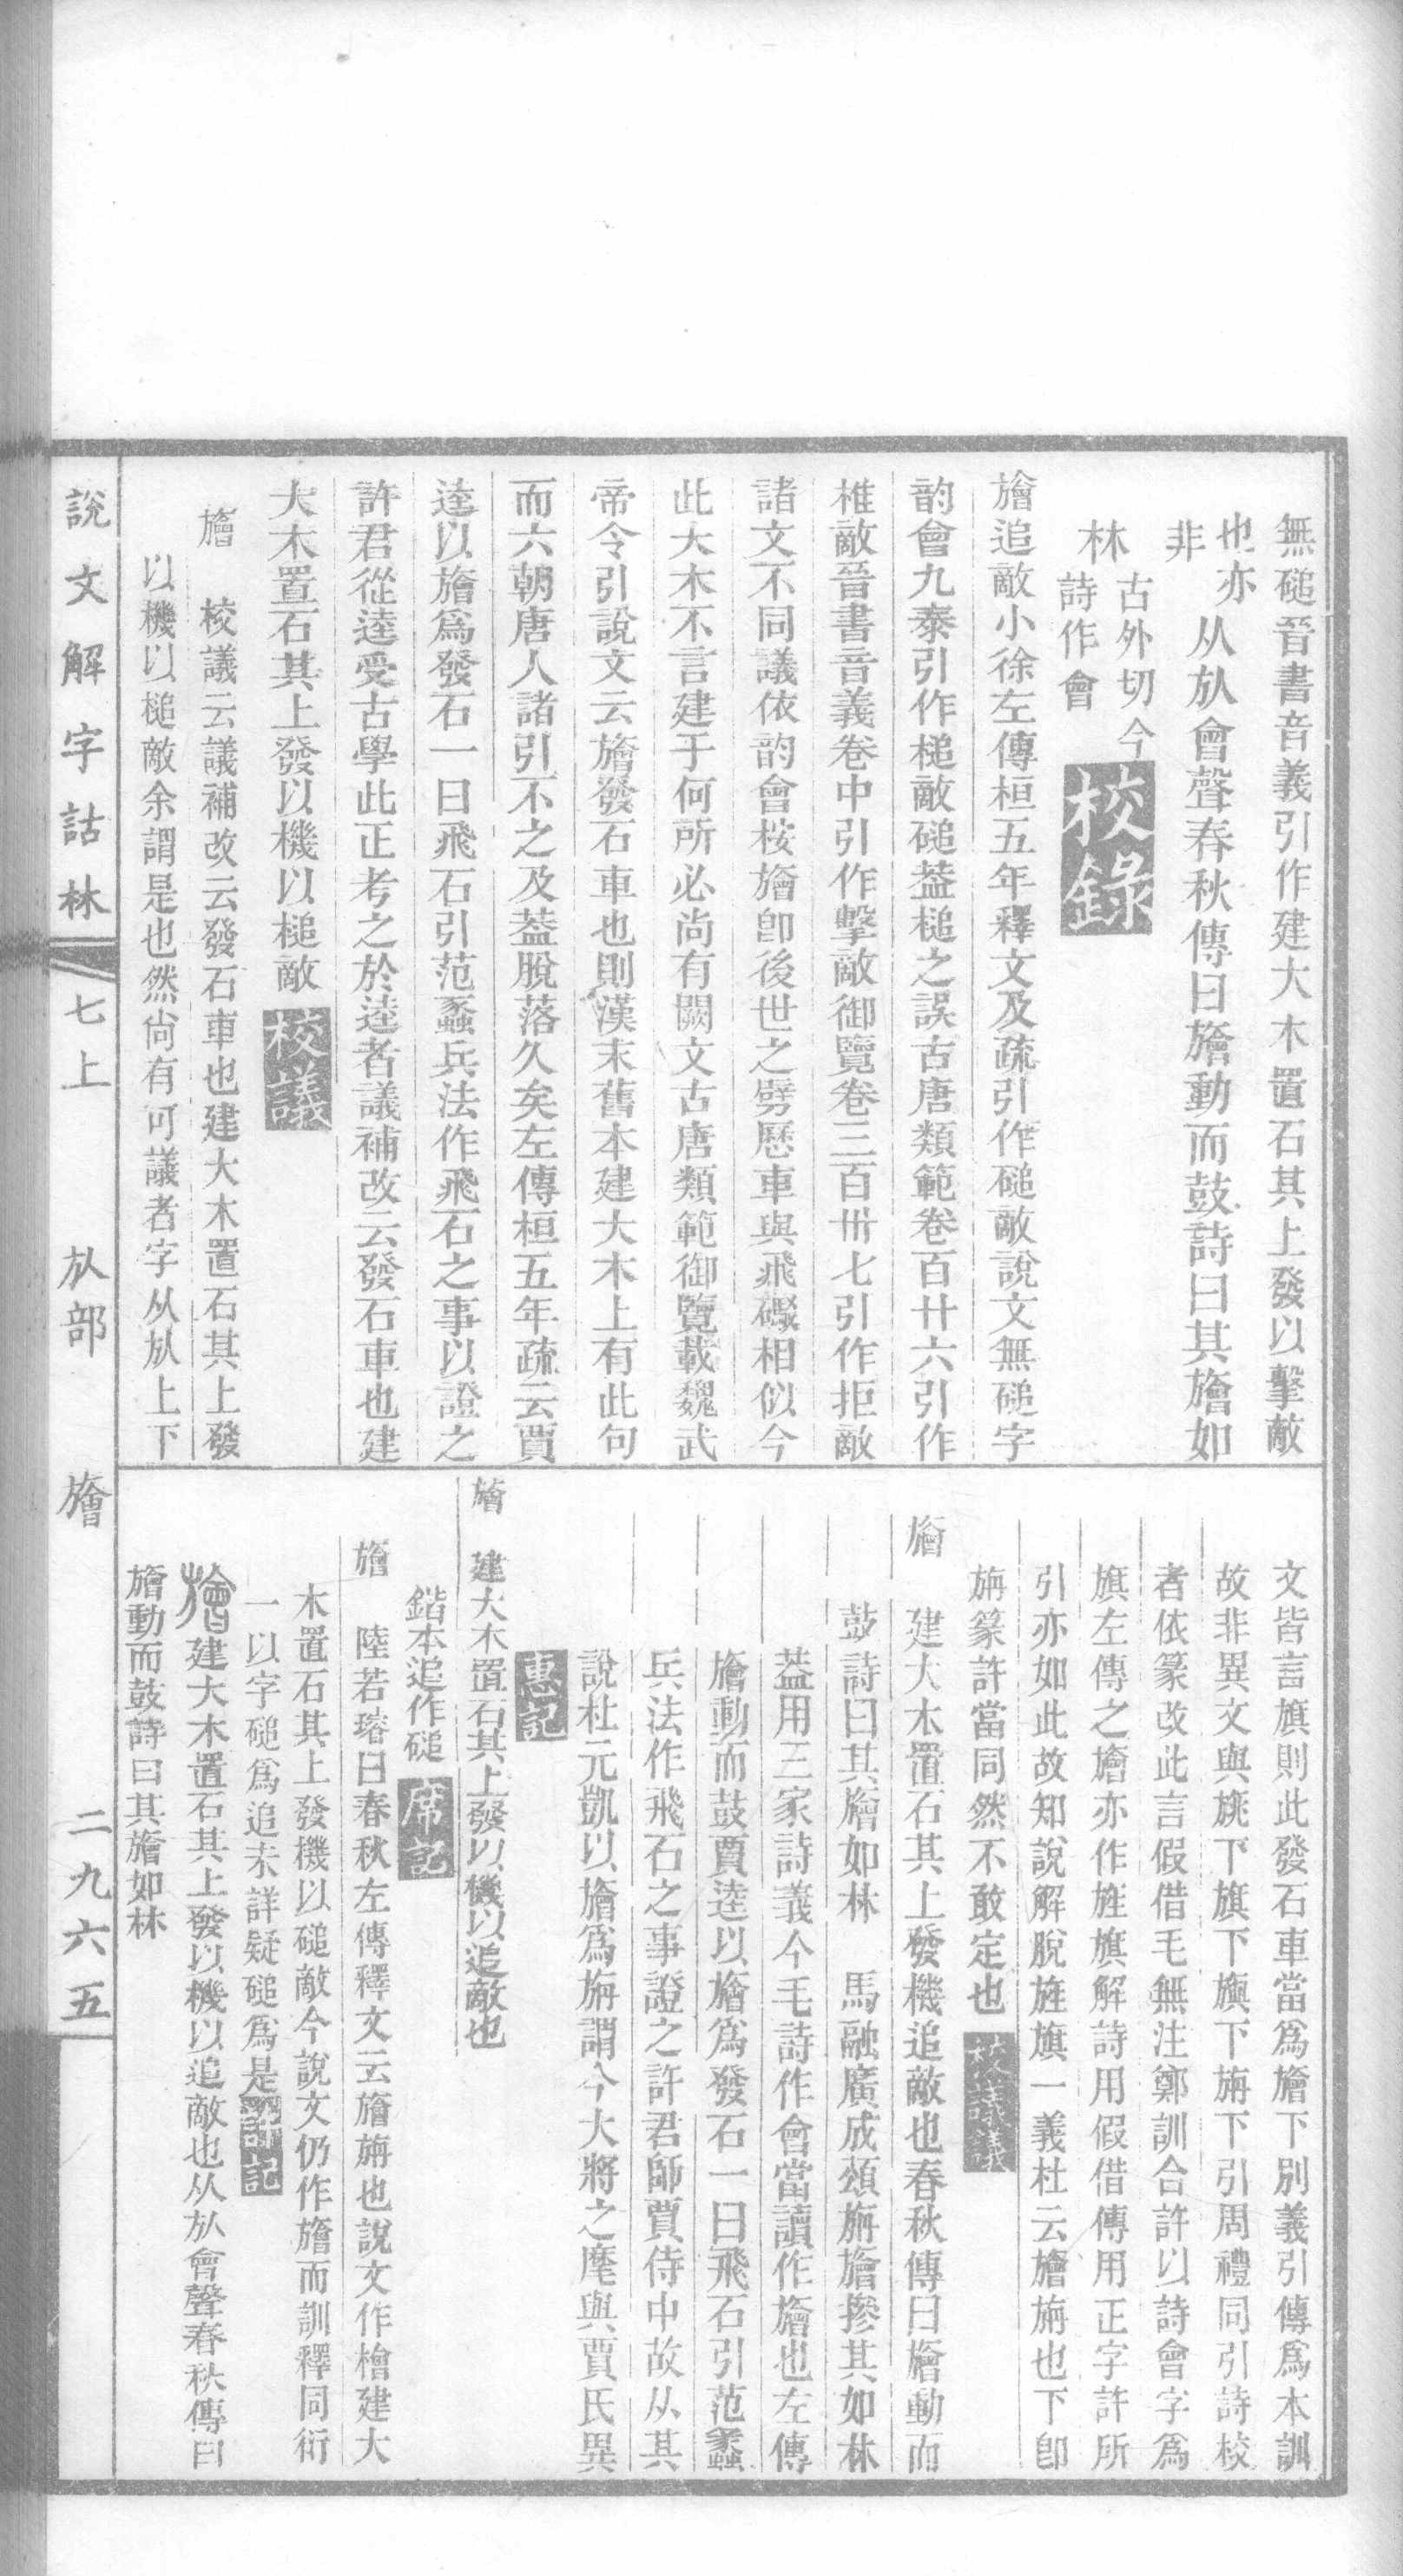 無磓晉書音義引作建大木置石其上發以擊敵
也亦
非
从㫃會聲春秋傳曰旝動而鼓詩曰其旝如
林
古外切今
詩作會
校錄
旝追敵小徐左傳桓五年釋文及疏引作磓敵說文無磓字
韵會九泰引作槌敵磓葢槌之誤古唐類範卷百廿六引作
椎敵晉書音義卷中引作擊敵御覽卷三百卅七引作拒敵
諸文不同議依韵會桉旝卽後世之劈歷車與飛礮相似今
此大木不言建于何所必尚有闕文古唐類範御覽載魏武
帝令引說文云旝發石車也則漢末舊本建大木上有此句
而六朝唐人諸引不之及葢脫落久矣左傳桓五年疏云賈
逵以旝爲發石一曰飛石引范蠡兵法作飛石之事以證之
許君從逵受古學此正考之於逵者議補改云發石車也建
大木置石其上發以機以槌敵
校議
旝
校議云議補改云發石車也建大木置石其上發
以機以槌敵余謂是也然尚有可議者字从㫃上下
文皆言旗則此發石車當爲旝下別義引傳爲本訓
故非異文與旐下旗下旟下旃下引周禮同引詩校
者依篆改此言假借毛無注鄭訓合許以詩會字爲
旗左傳之旝亦作旌旗解詩用假借傳用正字許所
引亦如此故知說解脫旌旗一義杜云旝旃也下卽
旃篆許當同然不敢定也
校議議
旝
建大木置石其上發機追敵也春秋傳曰旝動而
鼓詩曰其旝如林
馬融廣成頌旃旝摻其如林
葢用三家詩義今毛詩作會當讀作旝也左傳
旝動而鼓賈逵以旝爲發石一曰飛石引范蠡
兵法作飛石之事證之許君師賈侍中故从其
說杜元凱以旝爲旃謂今大將之麾與賈氏異
惠記
旝
建大木置石其上發以機以追敵也
鍇本追作磓
席記
旝
陸若璿曰春秋左傳釋文云旝旃也說文作檜建大
木置石其上發機以磓敵今說文仍作旝而訓釋同衍
一以字磓爲追未詳疑磓爲是
鄭記
建大木置石其上發以機以追敵也从㫃會聲春秋傳曰
旝動而鼓詩曰其旝如林
說文解字詁林
七上
㫃部
旝
二九六五